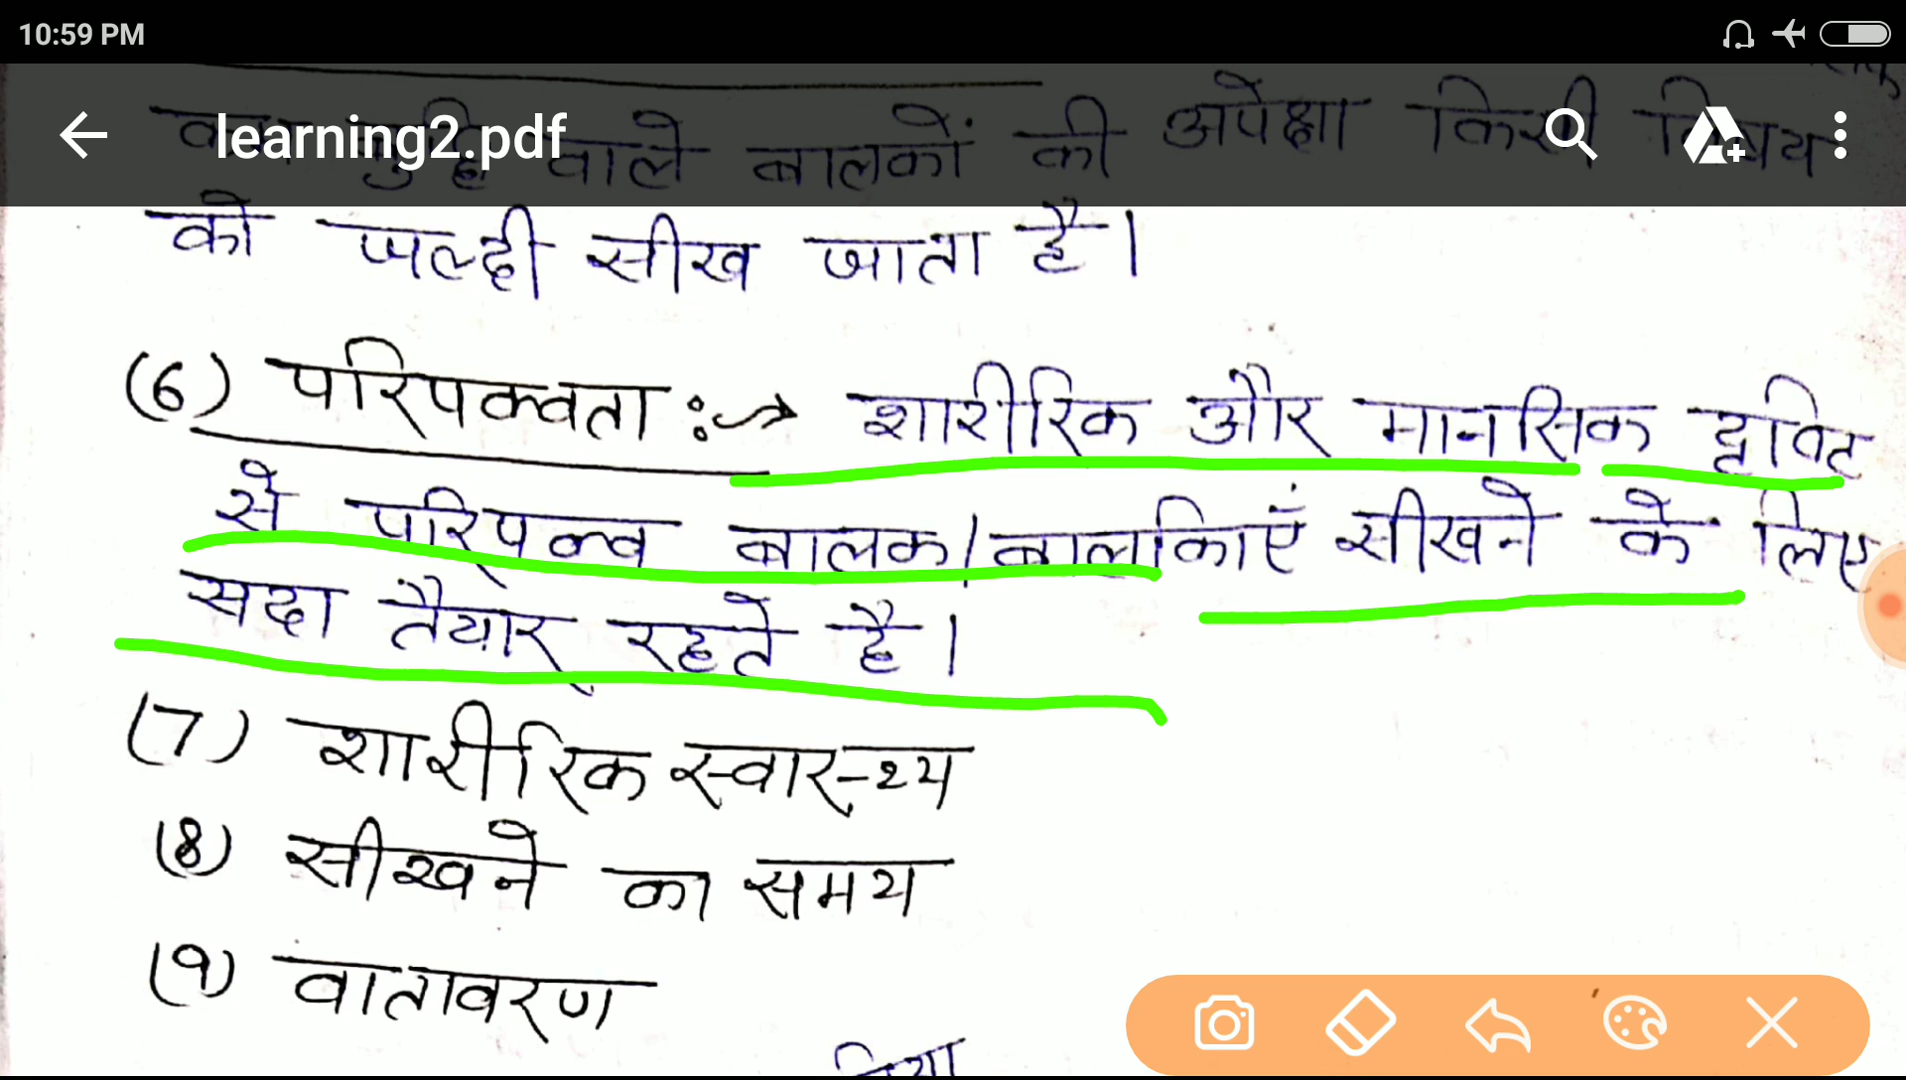 10:59 PM
learning2.pdf
वाले बालकों की अपेक्षा किसी विषय
को जल्दी सीख जाता है।
(6) परिपक्वता :→ शारीरिक और मानसिक दृष्टि
से परिपक्व बालक/बालकिाएँ सीखने के लिए
सदा तैयार रहते है।
(7) शारीरिक स्वास्थ्य
(8) सीखने का समय
(9) वातावरण